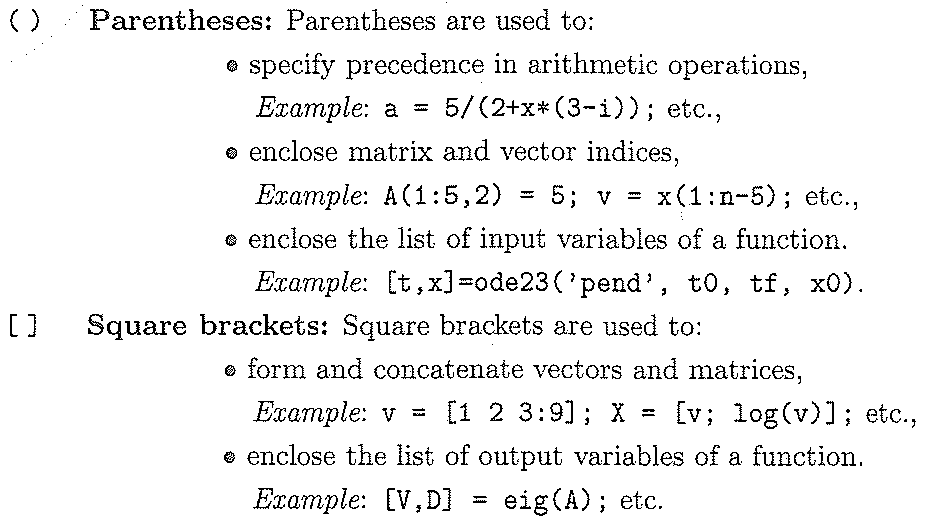 ( ) Parentheses: Parentheses are used to:
• specify precedence in arithmetic operations,
Example: a = 5/(2+x*(3-i)); etc.,
• enclose matrix and vector indices,
Example: A(1:5,2) = 5; v = x(1:n-5); etc.,
• enclose the list of input variables of a function.
Example: [t,x]=ode23('pend', t0, tf, x0).
[ ] Square brackets: Square brackets are used to:
• form and concatenate vectors and matrices,
Example: v = [1 2 3:9]; X = [v; log(v)]; etc.,
• enclose the list of output variables of a function.
Example: [V,D] = eig(A); etc.